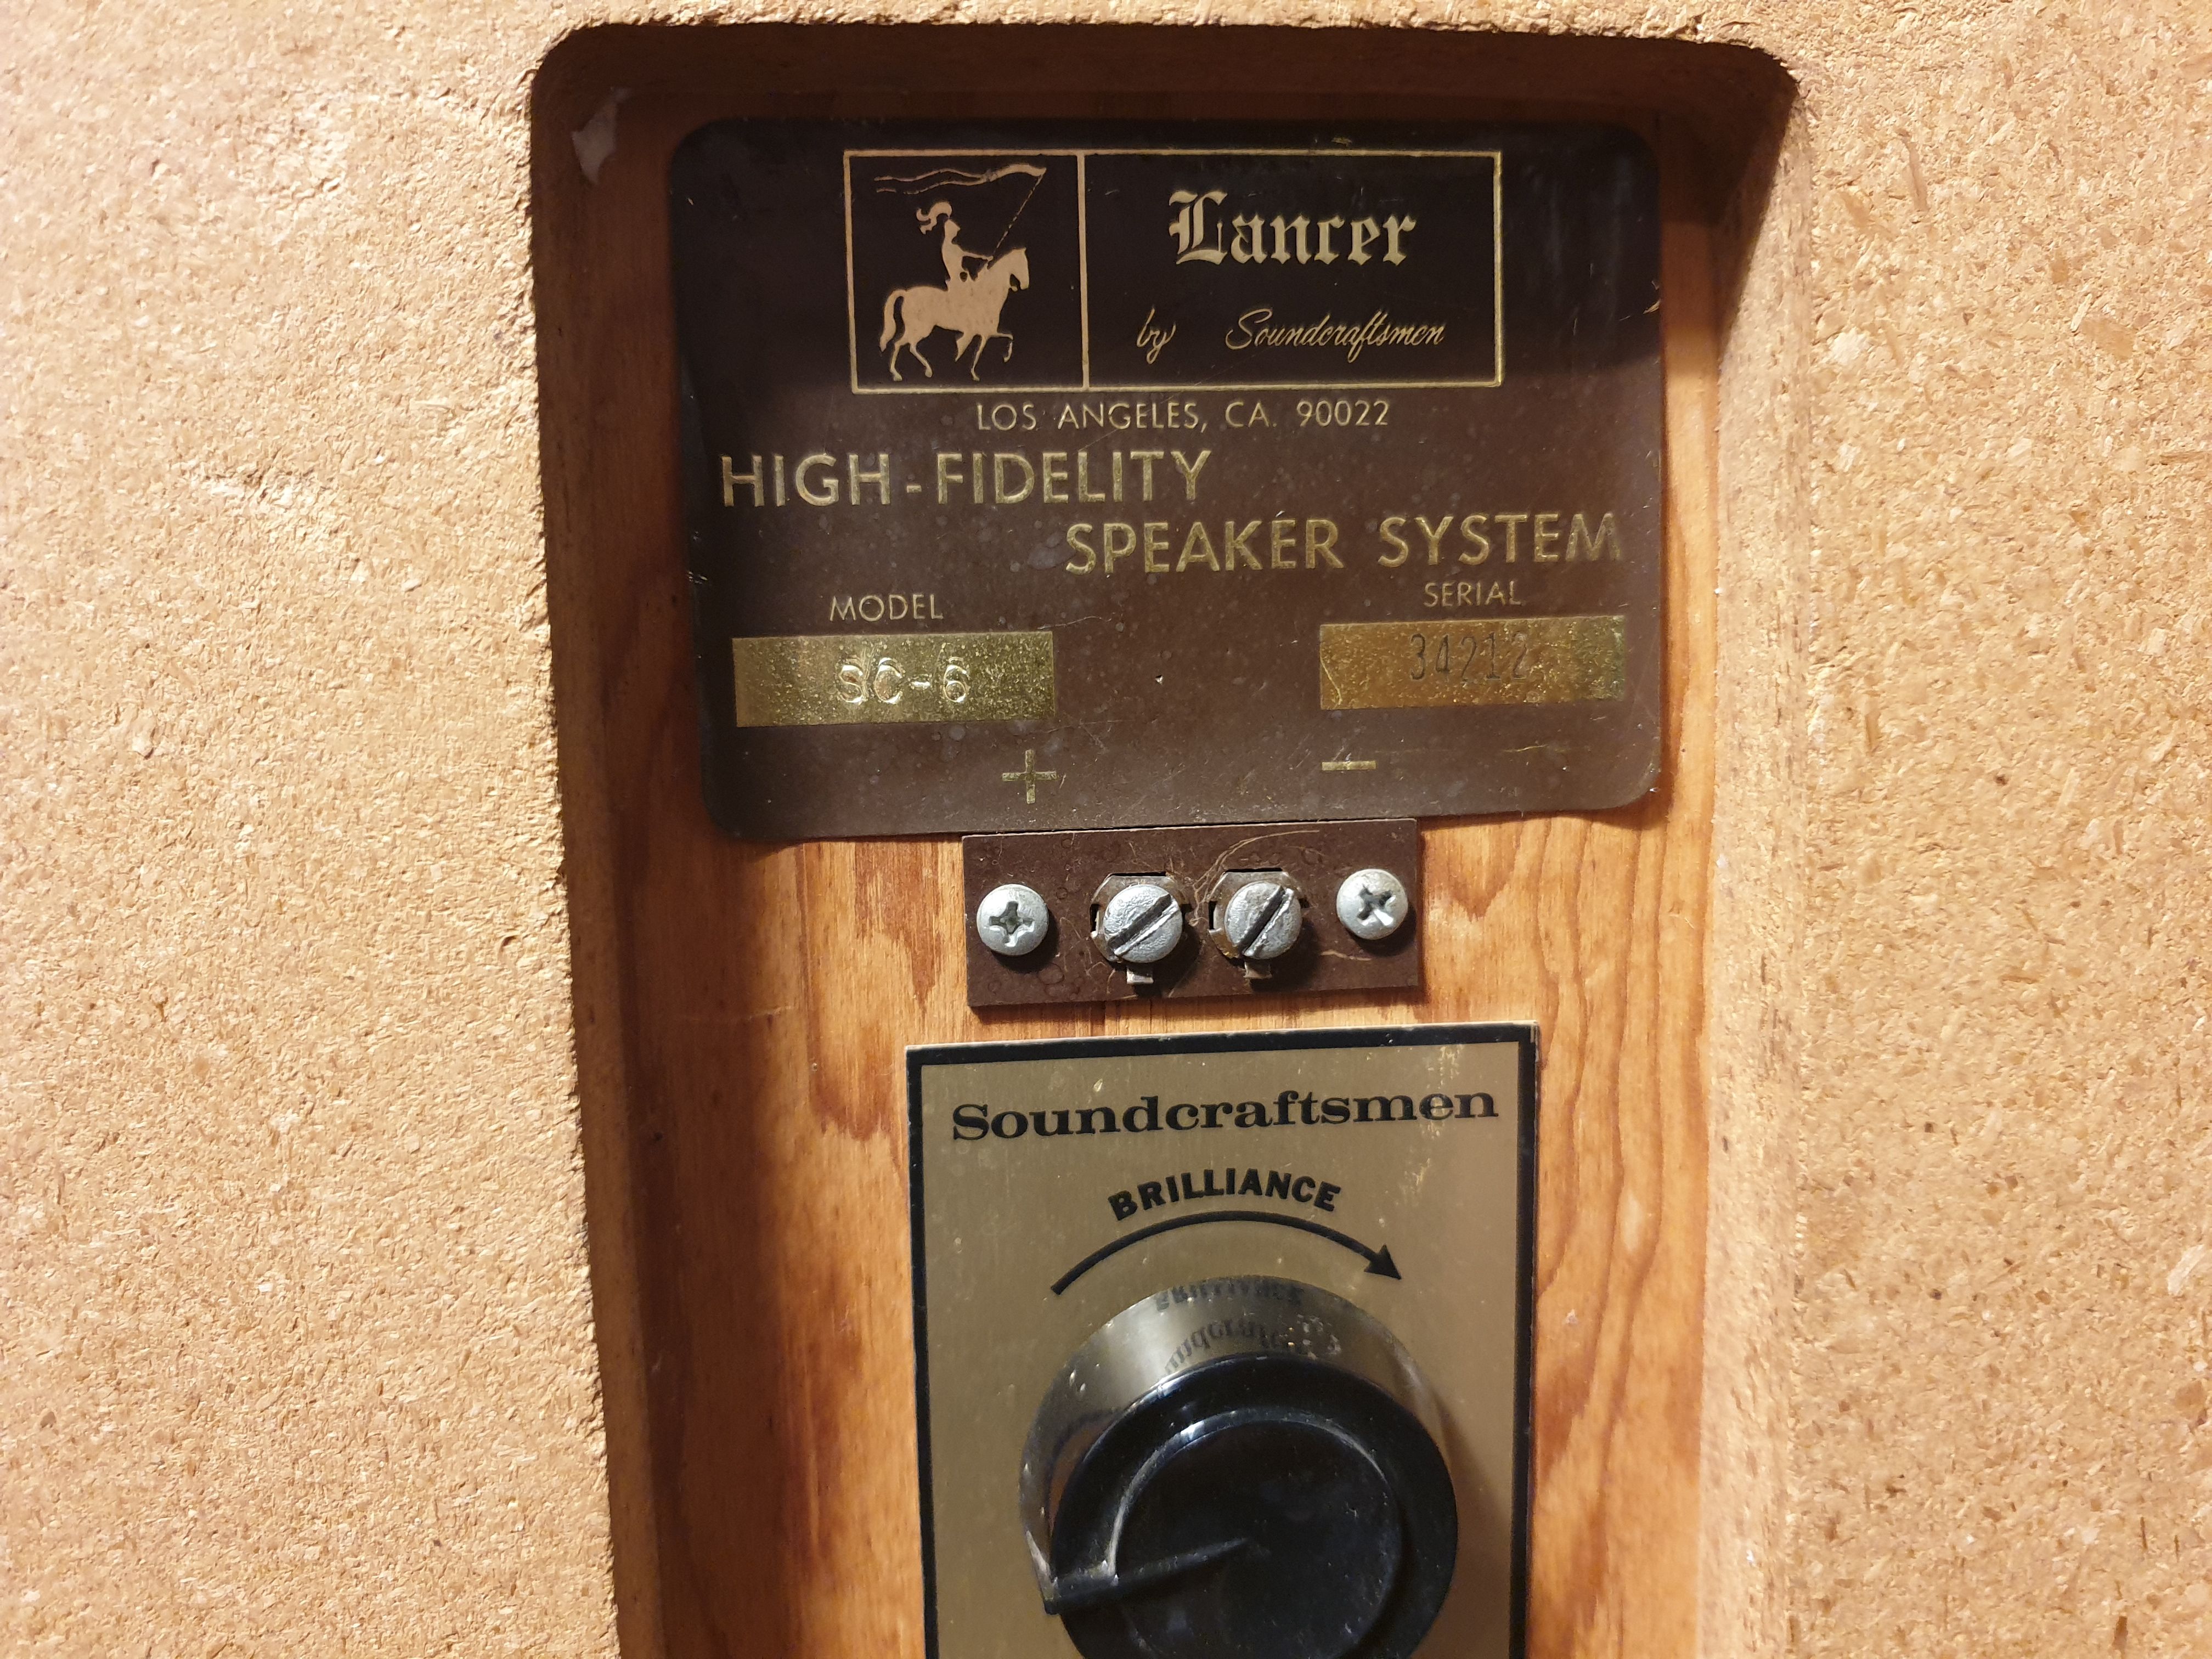 Lancer
by Soundcraftsmen
LOS ANGELES, CA. 90022
HIGH-FIDELITY
SPEAKER SYSTEM
MODEL SERIAL
SC-6 34212
+ −
Soundcraftsmen
BRILLIANCE